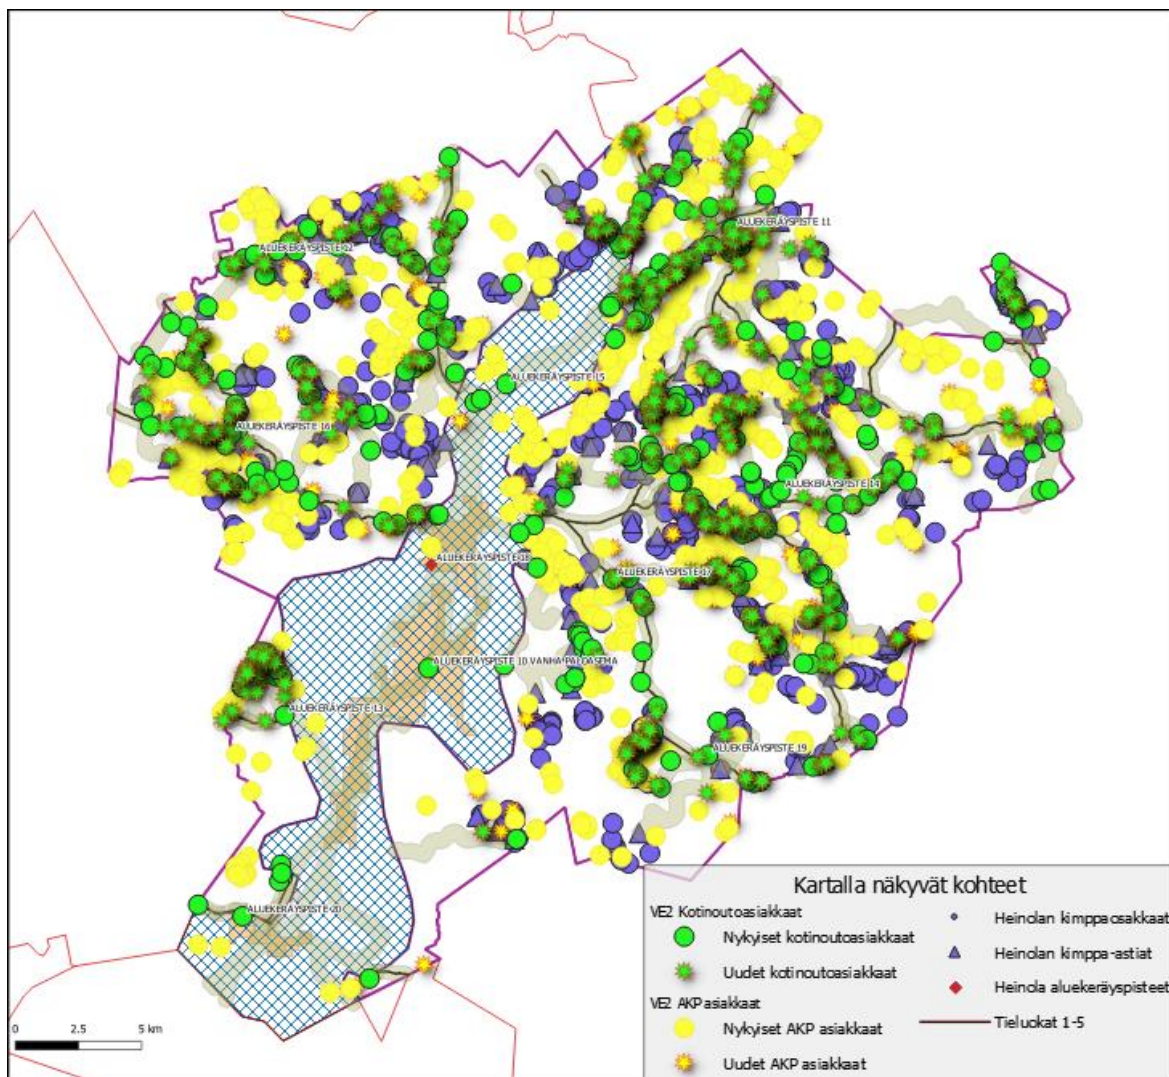 ALUEKERÄYSPISTE 11
ALUEKERÄYSPISTE 12
ALUEKERÄYSPISTE 15
ALUEKERÄYSPISTE 16
ALUEKERÄYSPISTE 14
ALUEKERÄYSPISTE 18
ALUEKERÄYSPISTE 17
ALUEKERÄYSPISTE 10 VANHA PALOASEMA
ALUEKERÄYSPISTE 13
ALUEKERÄYSPISTE 19
ALUEKERÄYSPISTE 20
Kartalla näkyvät kohteet
VE2 Kotinoutoasiakkaat
Nykyiset kotinoutoasiakkaat
Uudet kotinoutoasiakkaat
VE2 AKP asiakkaat
Nykyiset AKP asiakkaat
Uudet AKP asiakkaat
Heinolan kimppaosakkaat
Heinolan kimppa-astiat
Heinola aluekeräyspisteet
Tieluokat 1-5
0 2.5 5 km